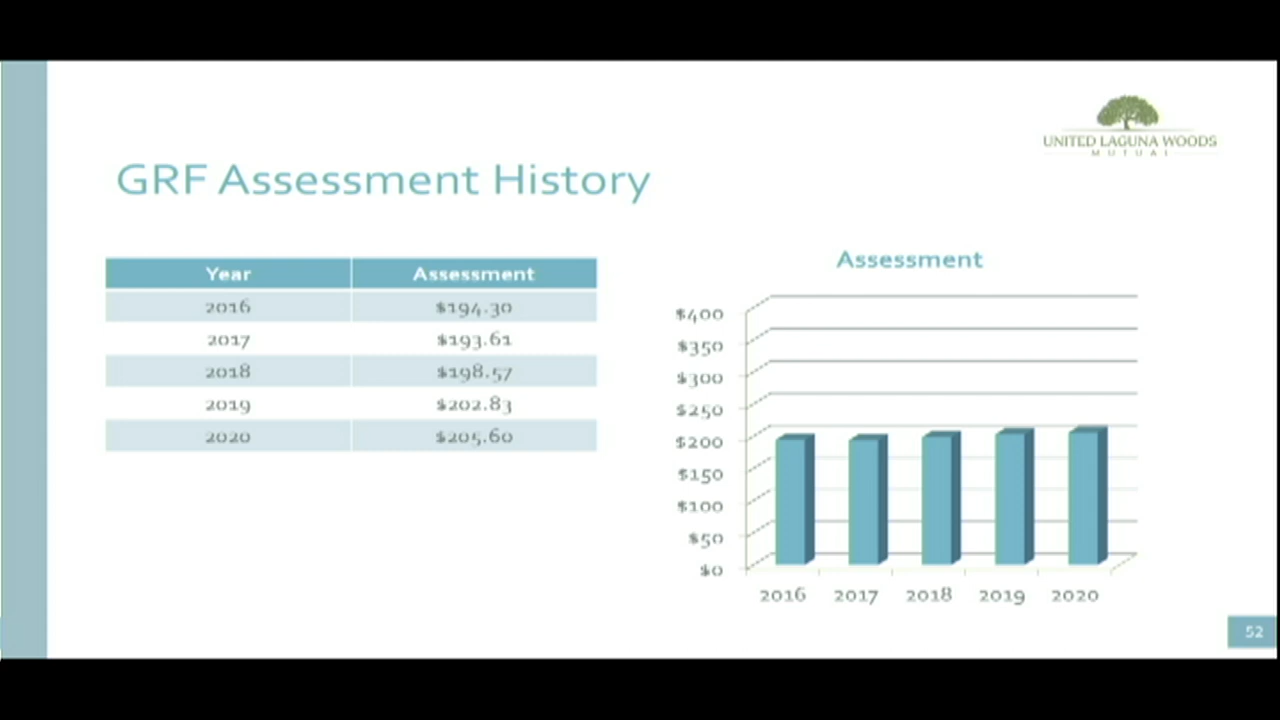 UNITED LAGUNA WOODS
MUTUAL
GRF Assessment History
Year Assessment
2016 $194.30
2017 $193.61
2018 $198.57
2019 $202.83
2020 $205.60
Assessment
$400
$350
$300
$250
$200
$150
$100
$50
$0
2016 2017 2018 2019 2020
52